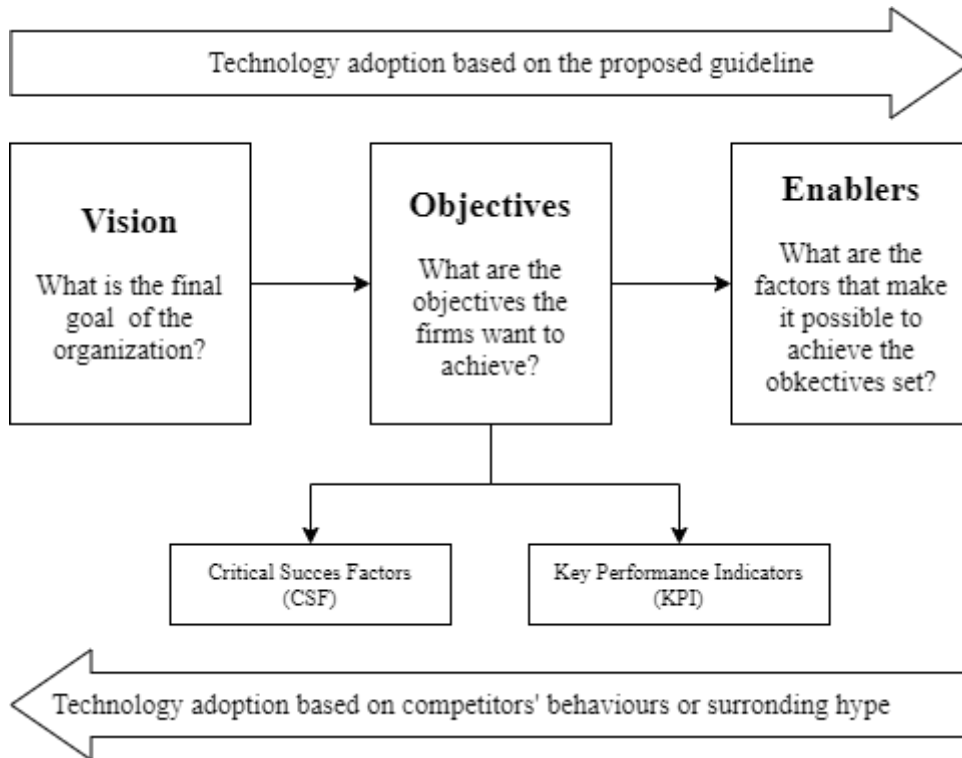 Technology adoption based on the proposed guideline
Vision
What is the final
goal of the
organization?
Objectives
What are the
objectives the
firms want to
achieve?
Enablers
What are the
factors that make
it possible to
achieve the
obkectives set?
Critical Succes Factors
(CSF)
Key Performance Indicators
(KPI)
Technology adoption based on competitors' behaviours or surronding hype